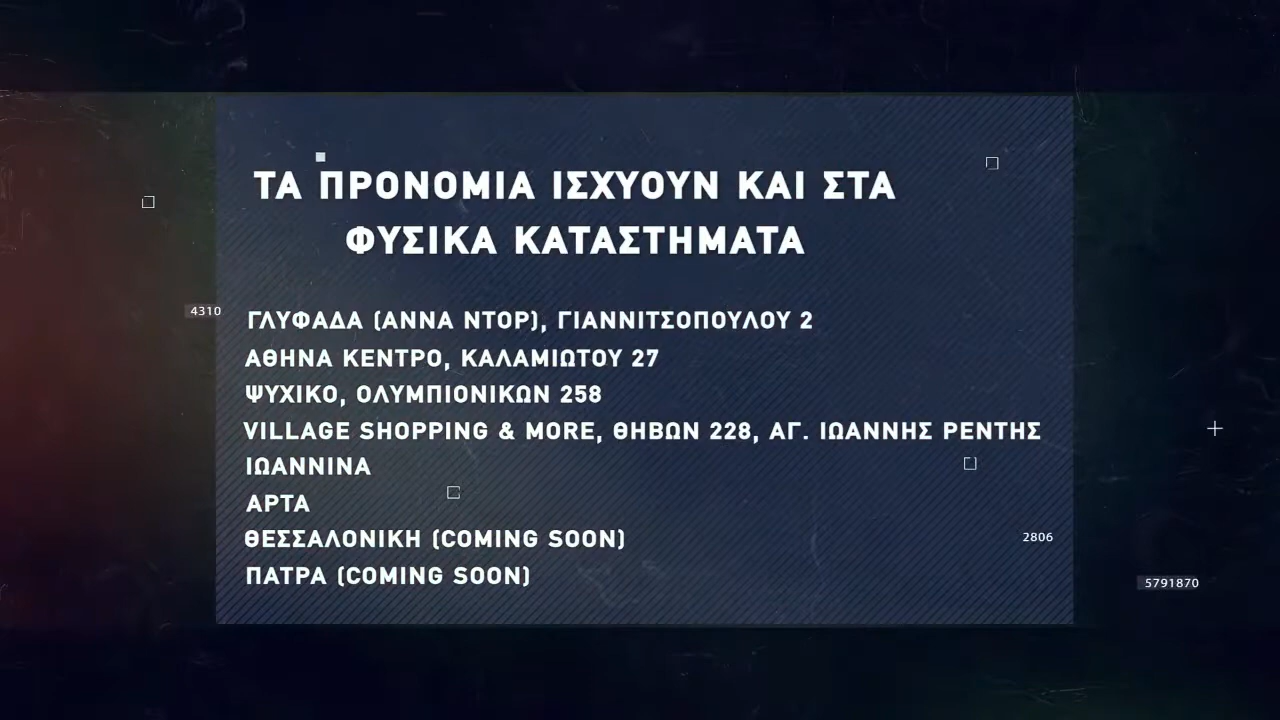 ΤΑ ΠΡΟΝΟΜΙΑ ΙΣΧΥΟΥΝ ΚΑΙ ΣΤΑ
ΦΥΣΙΚΑ ΚΑΤΑΣΤΗΜΑΤΑ
4310
ΓΛΥΦΑΔΑ (ΑΝΝΑ ΝΤΟΡ), ΓΙΑΝΝΙΤΣΟΠΟΥΛΟΥ 2
ΑΘΗΝΑ ΚΕΝΤΡΟ, ΚΑΛΑΜΙΩΤΟΥ 27
ΨΥΧΙΚΟ, ΟΛΥΜΠΙΟΝΙΚΩΝ 258
VILLAGE SHOPPING & MORE, ΘΗΒΩΝ 228, ΑΓ. ΙΩΑΝΝΗΣ ΡΕΝΤΗΣ
ΙΩΑΝΝΙΝΑ
ΑΡΤΑ
ΘΕΣΣΑΛΟΝΙΚΗ (COMING SOON)
2806
ΠΑΤΡΑ (COMING SOON)
5791870